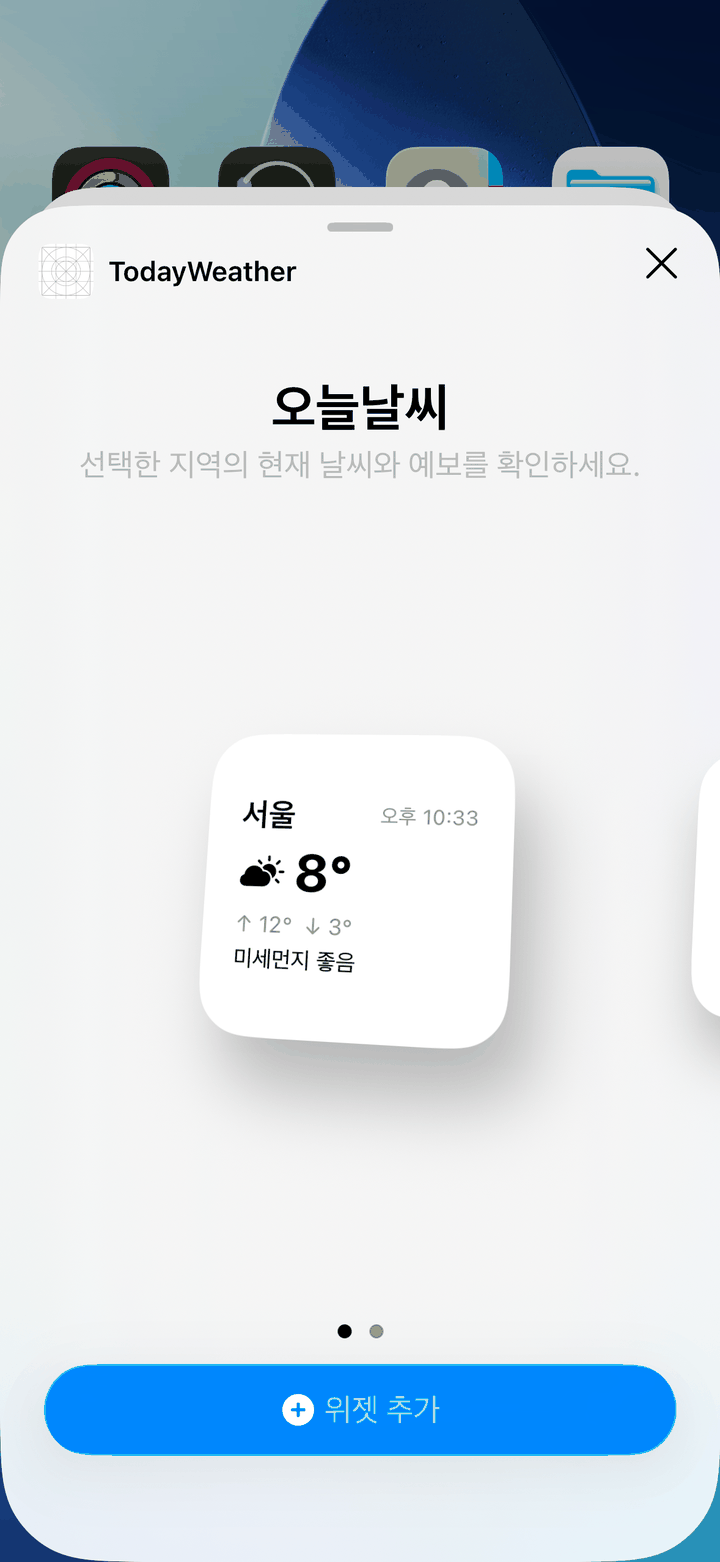 TodayWeather
오늘날씨
선택한 지역의 현재 날씨와 예보를 확인하세요.
서울 오후 10:33
8°
↑ 12° ↓ 3°
미세먼지 좋음
위젯 추가